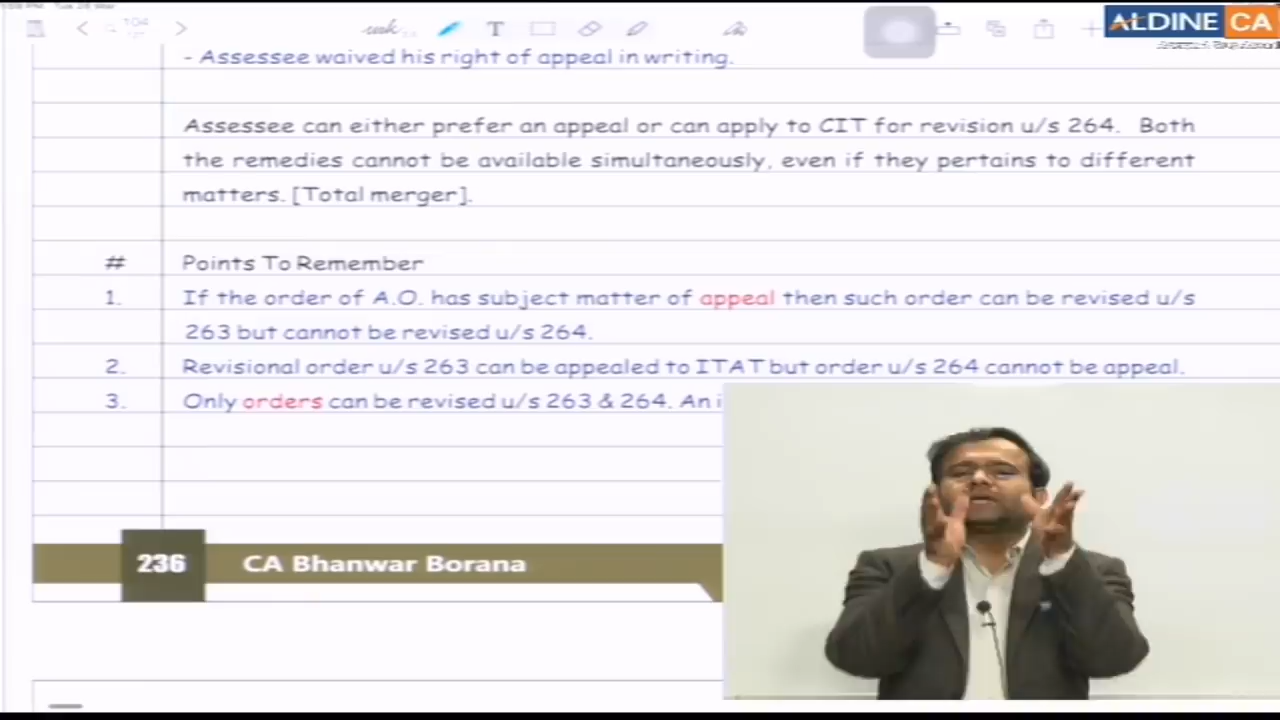 104
ALDINE CA
- Assessee waived his right of appeal in writing.
Assessee can either prefer an appeal or can apply to CIT for revision u/s 264. Both
the remedies cannot be available simultaneously, even if they pertains to different
matters. [Total merger].
# Points To Remember
1. If the order of A.O. has subject matter of appeal then such order can be revised u/s
263 but cannot be revised u/s 264.
2. Revisional order u/s 263 can be appealed to ITAT but order u/s 264 cannot be appeal.
3. Only orders can be revised u/s 263 & 264. An i
236 CA Bhanwar Borana